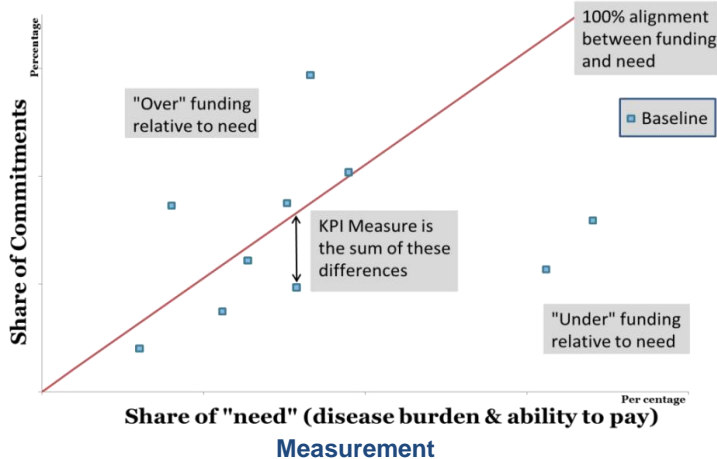 Percentage
Share of Commitments
"Over" funding
relative to need
100% alignment
between funding
and need
Baseline
KPI Measure is
the sum of these
differences
"Under" funding
relative to need
Per centage
Share of "need" (disease burden & ability to pay)
Measurement